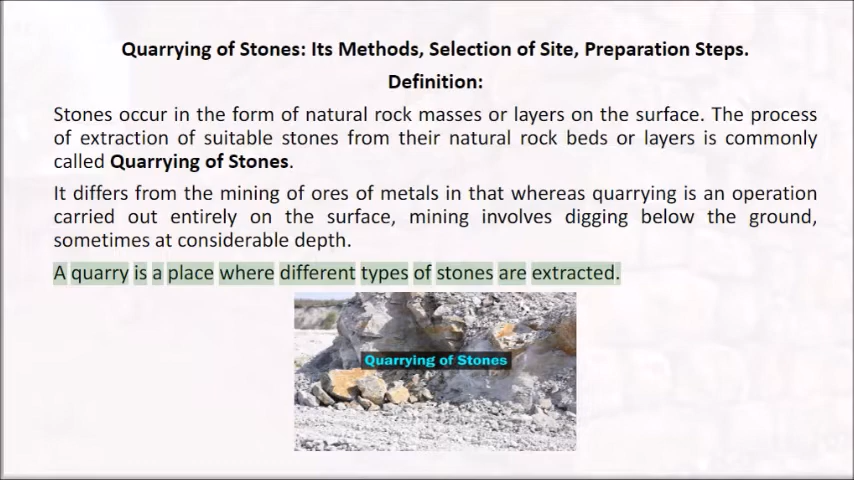 Quarrying of Stones: Its Methods, Selection of Site, Preparation Steps.
Definition:
Stones occur in the form of natural rock masses or layers on the surface. The process
of extraction of suitable stones from their natural rock beds or layers is commonly
called Quarrying of Stones.
It differs from the mining of ores of metals in that whereas quarrying is an operation
carried out entirely on the surface, mining involves digging below the ground,
sometimes at considerable depth.
A quarry is a place where different types of stones are extracted.
Quarrying of Stones